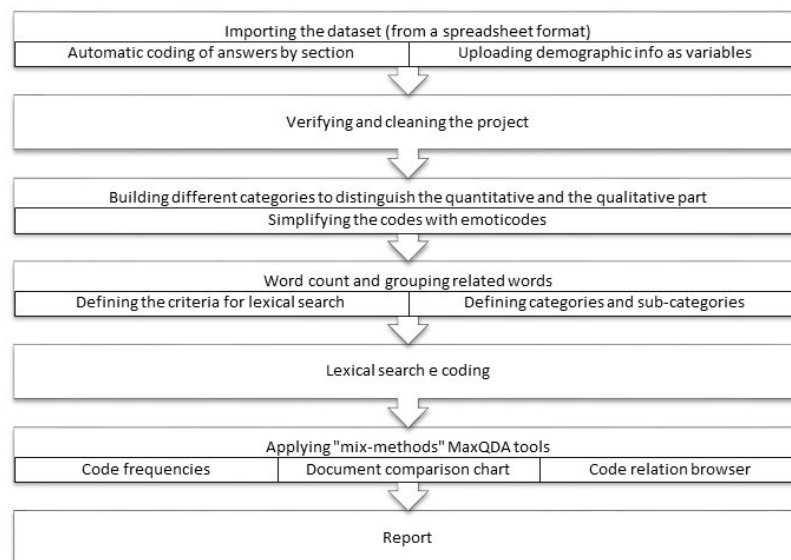 Importing the dataset (from a spreadsheet format)
Automatic coding of answers by section
Uploading demographic info as variables
Verifying and cleaning the project
Building different categories to distinguish the quantitative and the qualitative part
Simplifying the codes with emoticodes
Word count and grouping related words
Defining the criteria for lexical search
Defining categories and sub-categories
Lexical search e coding
Applying "mix-methods" MaxQDA tools
Code frequencies
Document comparison chart
Code relation browser
Report